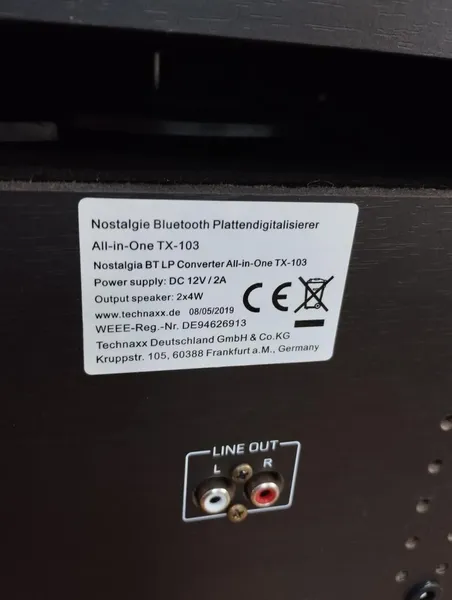 Nostalgie Bluetooth Plattendigitalisierer
All-in-One TX-103
Nostalgia BT LP Converter All-in-One TX-103
Power supply: DC 12V / 2A
Output speaker: 2x4W
www.technaxx.de 08/05/2019
WEEE-Reg.-Nr. DE94626913
Technaxx Deutschland GmbH & Co.KG
Kruppstr. 105, 60388 Frankfurt a.M., Germany
CE
LINE OUT
L R